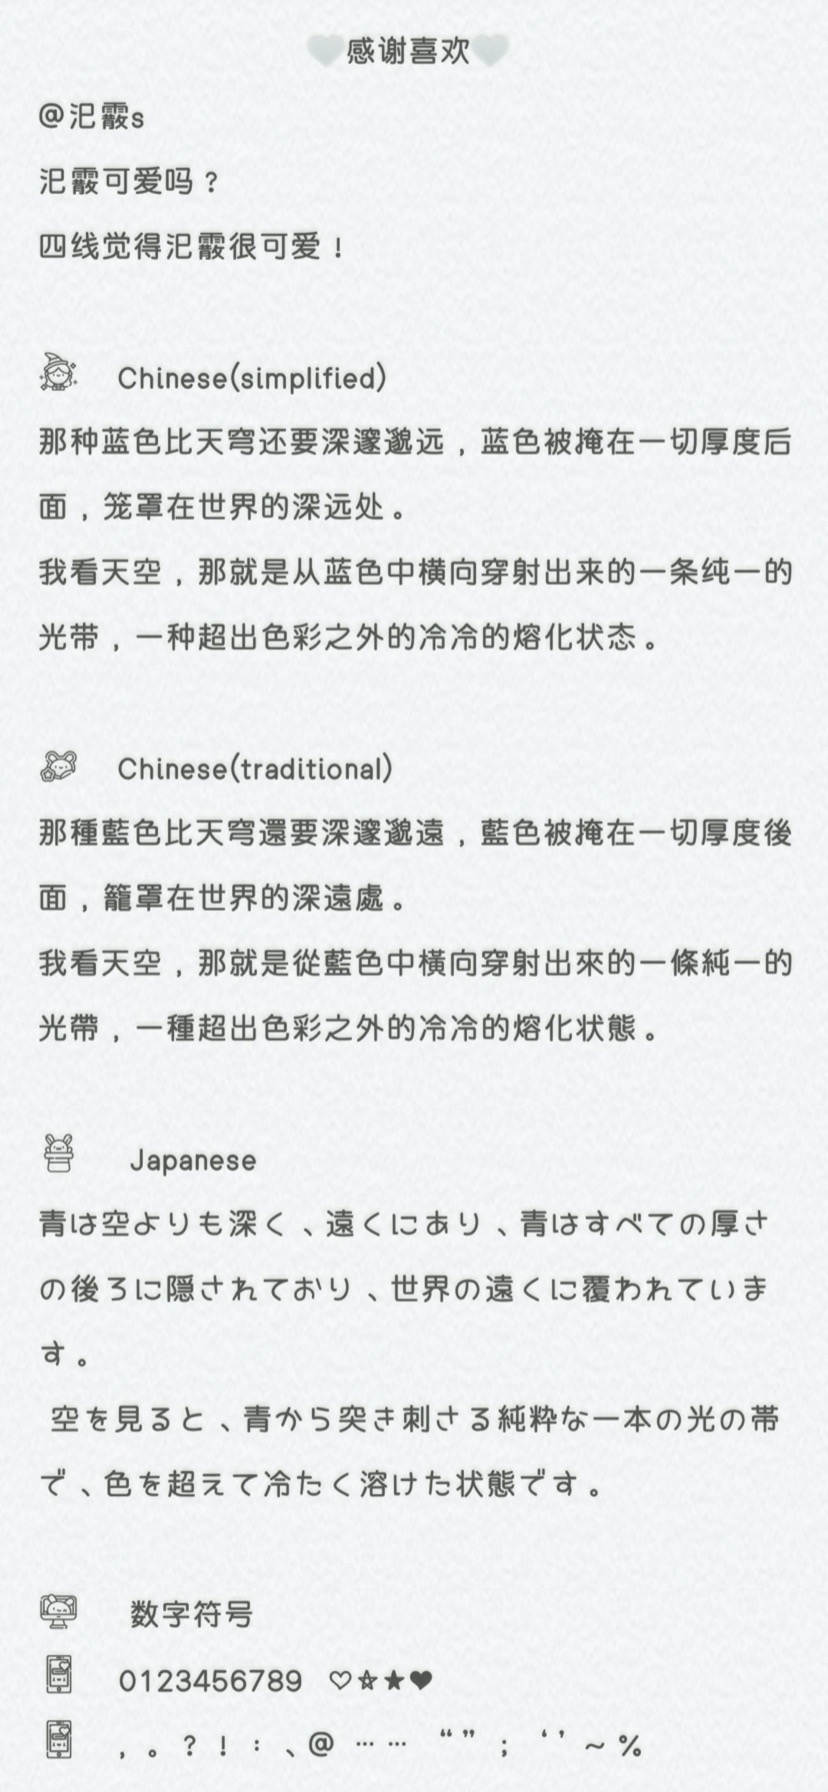 感谢喜欢
@汜霰s
汜霰可爱吗？
四线觉得汜霰很可爱！
Chinese(simplified)
那种蓝色比天穹还要深邃邈远，蓝色被掩在一切厚度后
面，笼罩在世界的深远处。
我看天空，那就是从蓝色中横向穿射出来的一条纯一的
光带，一种超出色彩之外的冷冷的熔化状态。
Chinese(traditional)
那種藍色比天穹還要深邃邈遠，藍色被掩在一切厚度後
面，籠罩在世界的深遠處。
我看天空，那就是從藍色中橫向穿射出來的一條純一的
光帶，一種超出色彩之外的冷冷的熔化状態。
Japanese
青は空よりも深く、遠くにあり、青はすべての厚さ
の後ろに隠されており、世界の遠くに覆われていま
す。
空を見ると、青から突き刺さる純粋な一本の光の帯
で、色を超えて冷たく溶けた状態です。
数字符号
0123456789 ♡☆★♥
，。？！：、@ …… “”；‘’～%